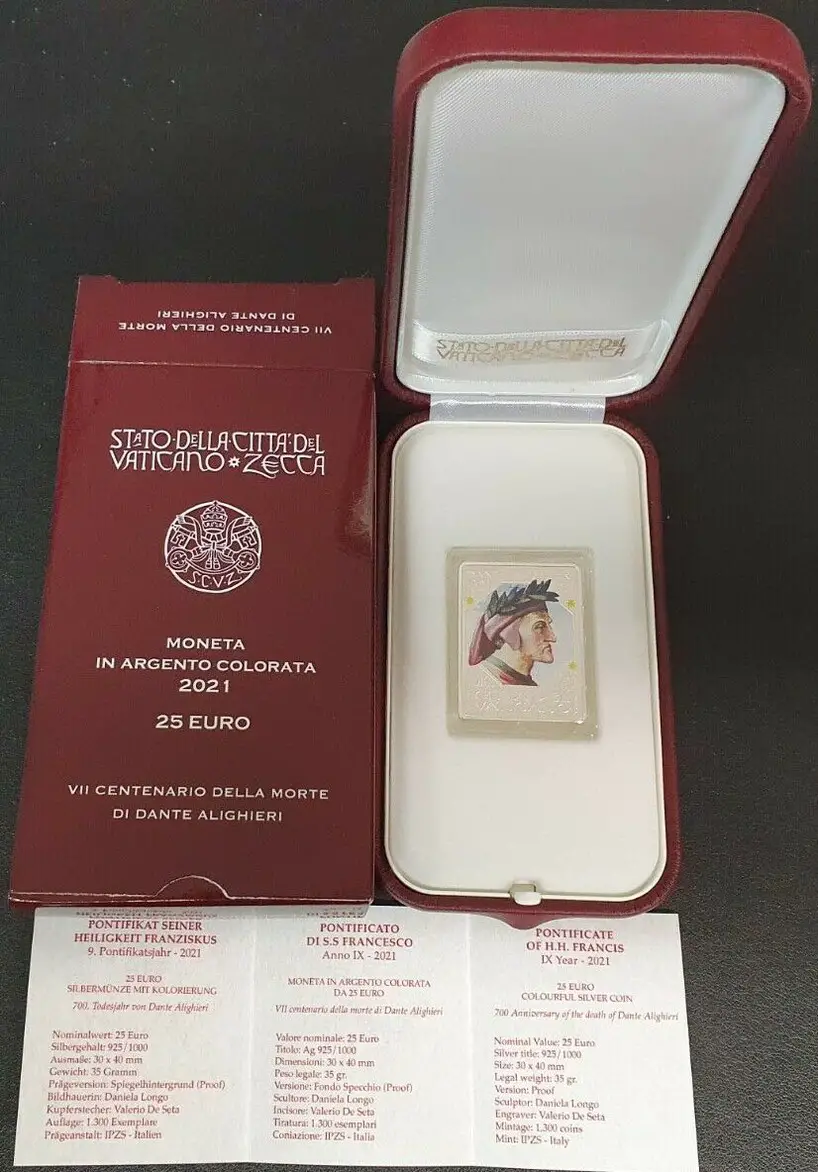 VII CENTENARIO DELLA MORTE
DI DANTE ALIGHIERI
STATO·DELLA·CITTÀ·DEL
VATICANO * ZECCA
S.C.V.Z.
MONETA
IN ARGENTO COLORATA
2021
25 EURO
VII CENTENARIO DELLA MORTE
DI DANTE ALIGHIERI
STATO·DELLA·CITTÀ·DEL
VATICANO ZECCA
PONTIFIKAT SEINER
HEILIGKEIT FRANZISKUS
9. Pontifikatsjahr - 2021
25 EURO
SILBERMÜNZE MIT KOLORIERUNG
700. Todesjahr von Dante Alighieri
Nominalwert: 25 Euro
Silbergehalt: 925/1000
Ausmaße: 30 x 40 mm
Gewicht: 35 Gramm
Prägeversion: Spiegelhintergrund (Proof)
Bildhauerin: Daniela Longo
Kupferstecher: Valerio De Seta
Auflage: 1.300 Exemplare
Prägeanstalt: IPZS - Italien
PONTIFICATO
DI S.S FRANCESCO
Anno IX - 2021
MONETA IN ARGENTO COLORATA
DA 25 EURO
VII centenario della morte di Dante Alighieri
Valore nominale: 25 Euro
Titolo: Ag 925/1000
Dimensioni: 30 x 40 mm
Peso legale: 35 gr.
Versione: Fondo Specchio (Proof)
Scultore: Daniela Longo
Incisore: Valerio De Seta
Tiratura: 1.300 esemplari
Coniazione: IPZS - Italia
PONTIFICATE
OF H.H. FRANCIS
IX Year - 2021
25 EURO
COLOURFUL SILVER COIN
700 Anniversary of the death of Dante Alighieri
Nominal Value: 25 Euro
Silver title: 925/1000
Size: 30 x 40 mm
Legal weight: 35 gr.
Version: Proof
Sculptor: Daniela Longo
Engraver: Valerio De Seta
Mintage: 1.300 coins
Mint: IPZS - Italy